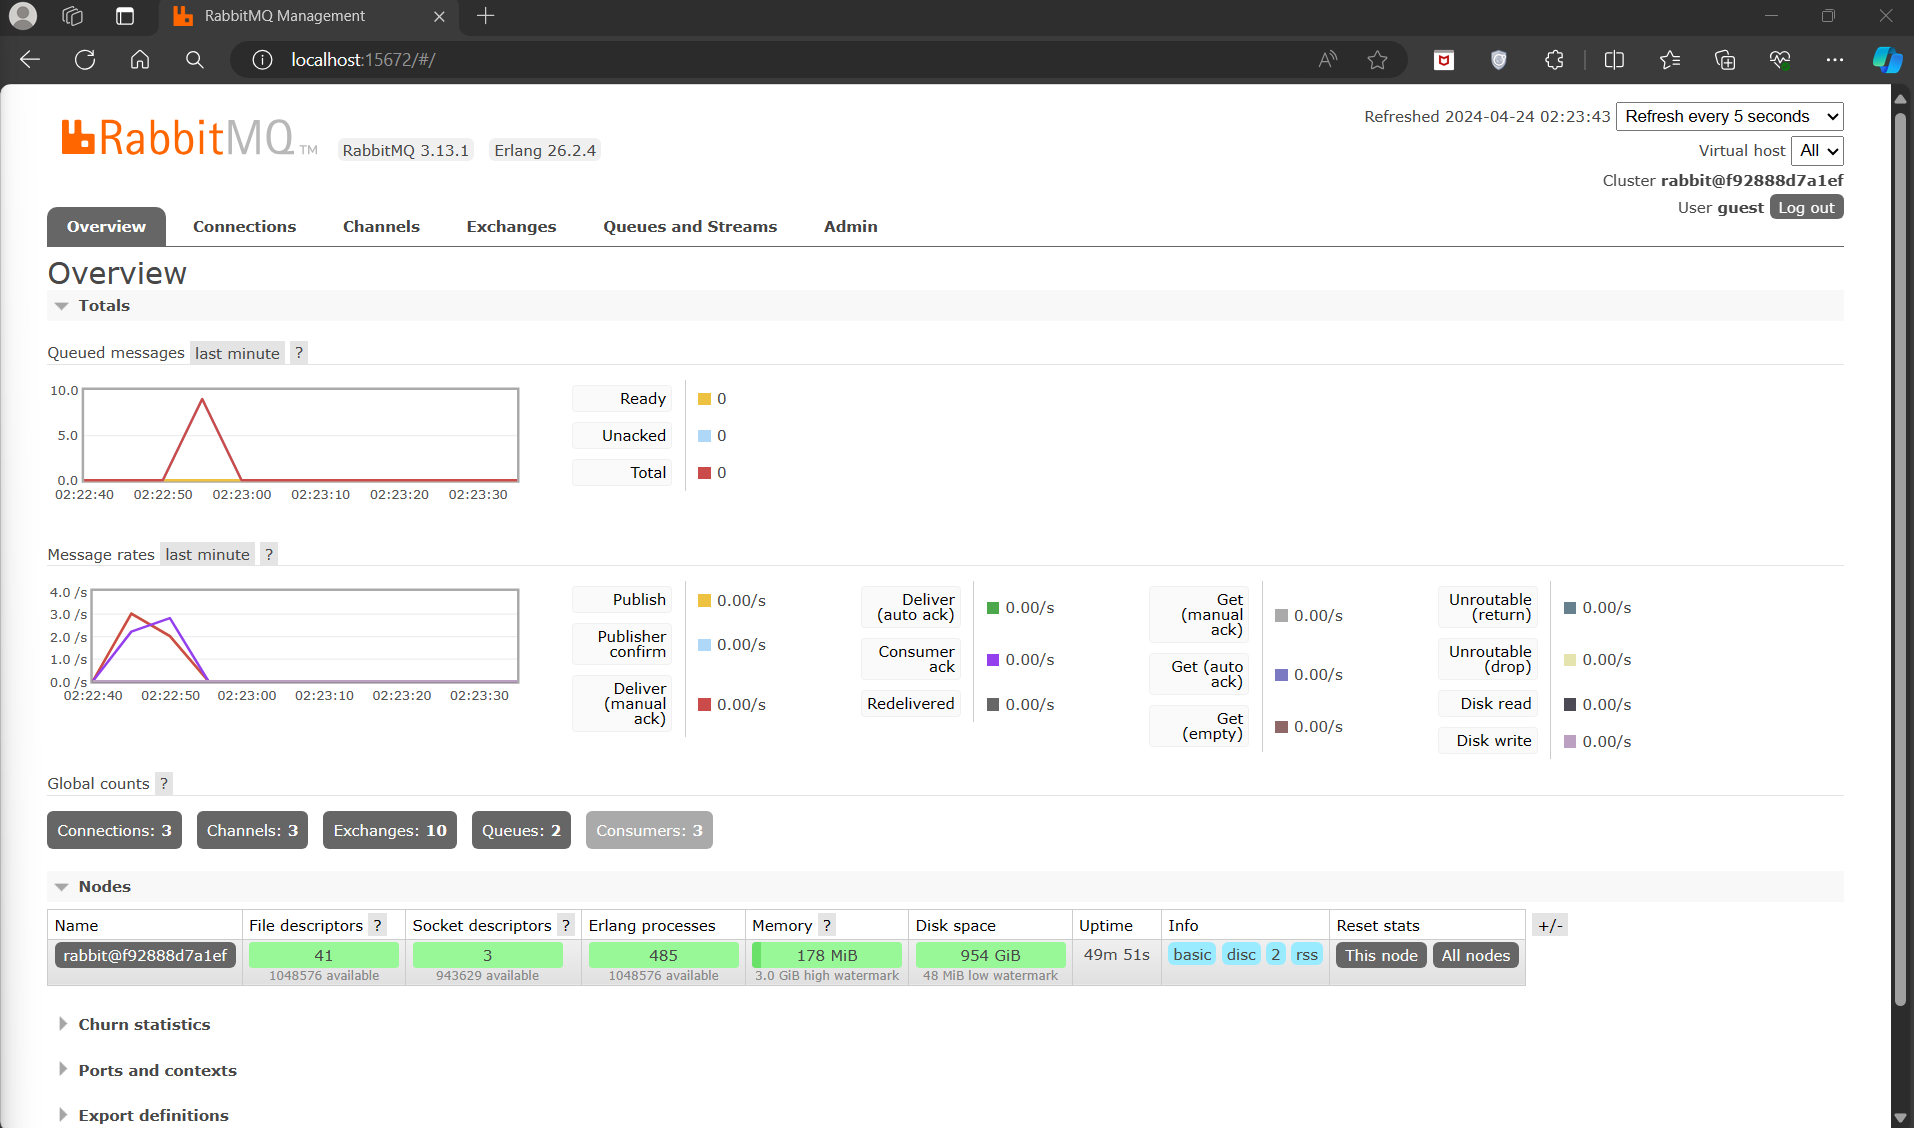 RabbitMQ Management
localhost:15672/#/
RabbitMQ TM
RabbitMQ 3.13.1 Erlang 26.2.4
Refreshed 2024-04-24 02:23:43 Refresh every 5 seconds
Virtual host All
Cluster rabbit@f92888d7a1ef
User guest Log out
Overview Connections Channels Exchanges Queues and Streams Admin
Overview
Totals
Queued messages last minute ?
10.0
5.0
0.0
02:22:40 02:22:50 02:23:00 02:23:10 02:23:20 02:23:30
Ready 0
Unacked 0
Total 0
Message rates last minute ?
4.0 /s
3.0 /s
2.0 /s
1.0 /s
0.0 /s
02:22:40 02:22:50 02:23:00 02:23:10 02:23:20 02:23:30
Publish 0.00/s
Publisher
confirm 0.00/s
Deliver
(manual
ack) 0.00/s
Deliver
(auto ack) 0.00/s
Consumer
ack 0.00/s
Redelivered 0.00/s
Get
(manual
ack) 0.00/s
Get (auto
ack) 0.00/s
Get
(empty) 0.00/s
Unroutable
(return) 0.00/s
Unroutable
(drop) 0.00/s
Disk read 0.00/s
Disk write 0.00/s
Global counts ?
Connections: 3 Channels: 3 Exchanges: 10 Queues: 2 Consumers: 3
Nodes
Name File descriptors ? Socket descriptors ? Erlang processes Memory ? Disk space Uptime Info Reset stats +/-
rabbit@f92888d7a1ef 41 3 485 178 MiB 954 GiB 49m 51s basic disc 2 rss This node All nodes
1048576 available 943629 available 1048576 available 3.0 GiB high watermark 48 MiB low watermark
Churn statistics
Ports and contexts
Export definitions